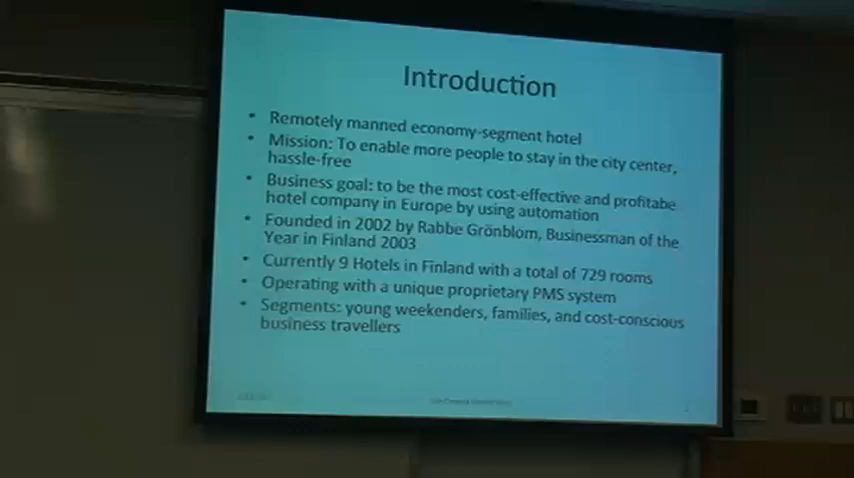 Introduction
• Remotely manned economy-segment hotel
• Mission: To enable more people to stay in the city center,
hassle-free
• Business goal: to be the most cost-effective and profitabe
hotel company in Europe by using automation
• Founded in 2002 by Rabbe Grönblom, Businessman of the
Year in Finland 2003
• Currently 9 Hotels in Finland with a total of 729 rooms
• Operating with a unique proprietary PMS system
• Segments: young weekenders, families, and cost-conscious
business travellers